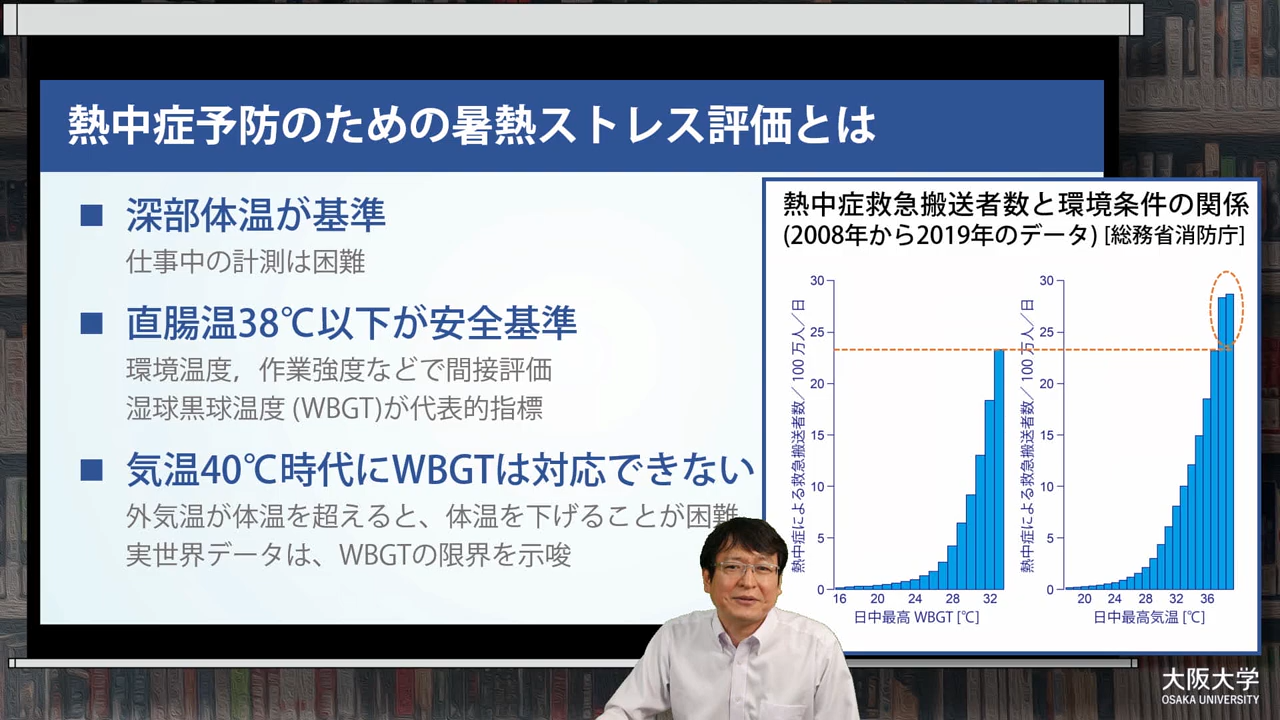 熱中症予防のための暑熱ストレス評価とは
■ 深部体温が基準
仕事中の計測は困難
■ 直腸温38℃以下が安全基準
環境温度，作業強度などで間接評価
湿球黒球温度 (WBGT)が代表的指標
■ 気温40℃時代にWBGTは対応できない
外気温が体温を超えると、体温を下げることが困難
実世界データは、WBGTの限界を示唆
熱中症救急搬送者数と環境条件の関係
(2008年から2019年のデータ) [総務省消防庁]
熱中症による救急搬送者数／100 万人／日
30
25
20
15
10
5
0
16 20 24 28 32
日中最高 WBGT [℃]
熱中症による救急搬送者数／100 万人／日
30
25
20
15
10
5
0
20 24 28 32 36
日中最高気温 [℃]
大阪大学
OSAKA UNIVERSITY